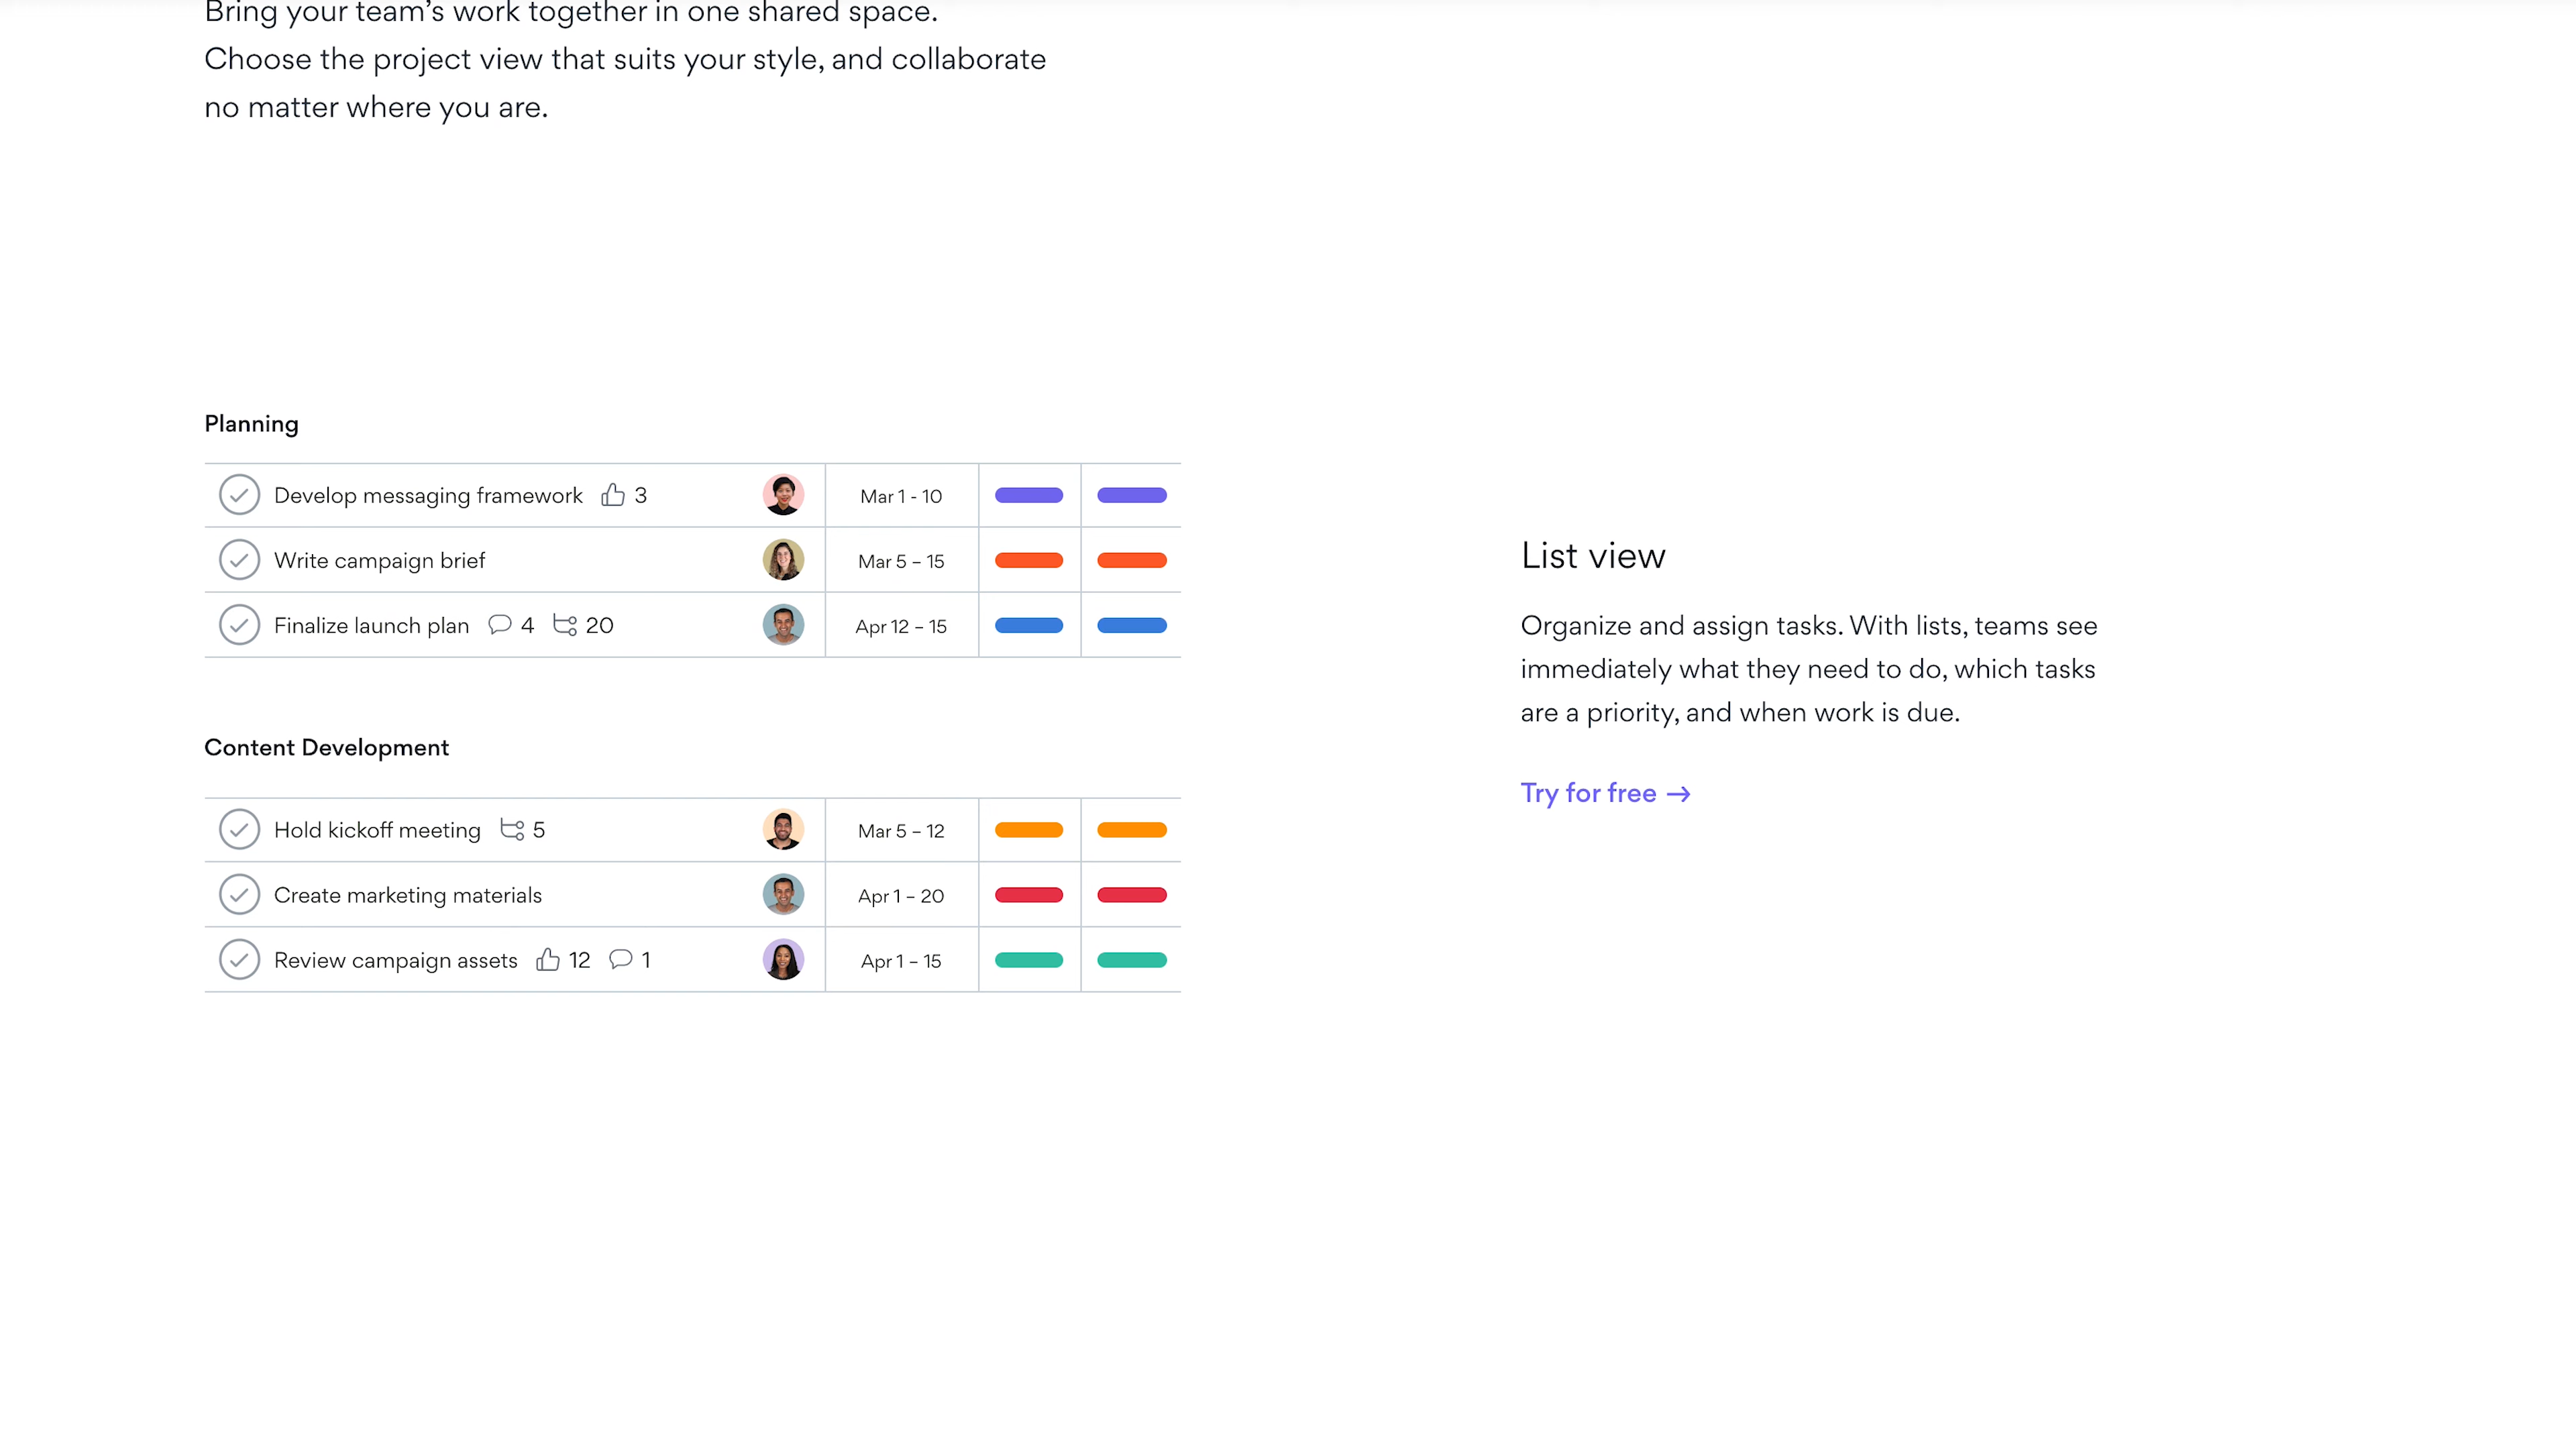 Bring your team’s work together in one shared space.
Choose the project view that suits your style, and collaborate
no matter where you are.
Planning
Develop messaging framework 3 Mar 1 - 10
Write campaign brief Mar 5 – 15
Finalize launch plan 4 20 Apr 12 – 15
Content Development
Hold kickoff meeting 5 Mar 5 – 12
Create marketing materials Apr 1 – 20
Review campaign assets 12 1 Apr 1 – 15
List view
Organize and assign tasks. With lists, teams see
immediately what they need to do, which tasks
are a priority, and when work is due.
Try for free →